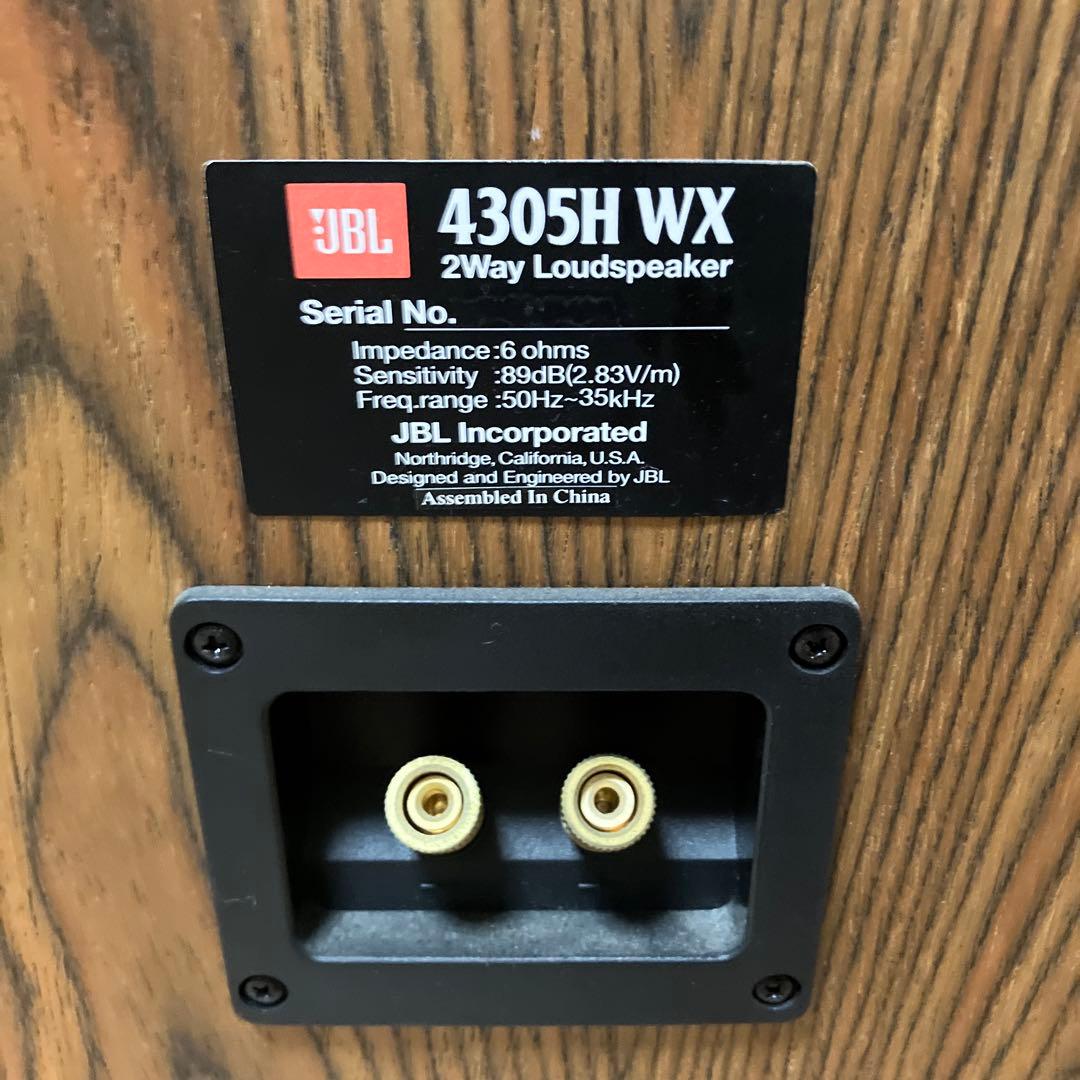 JBL
4305H WX
2Way Loudspeaker
Serial No.
Impedance:6 ohms
Sensitivity :89dB(2.83V/m)
Freq.range :50Hz~35kHz
JBL Incorporated
Northridge, California, U.S.A.
Designed and Engineered by JBL
Assembled In China